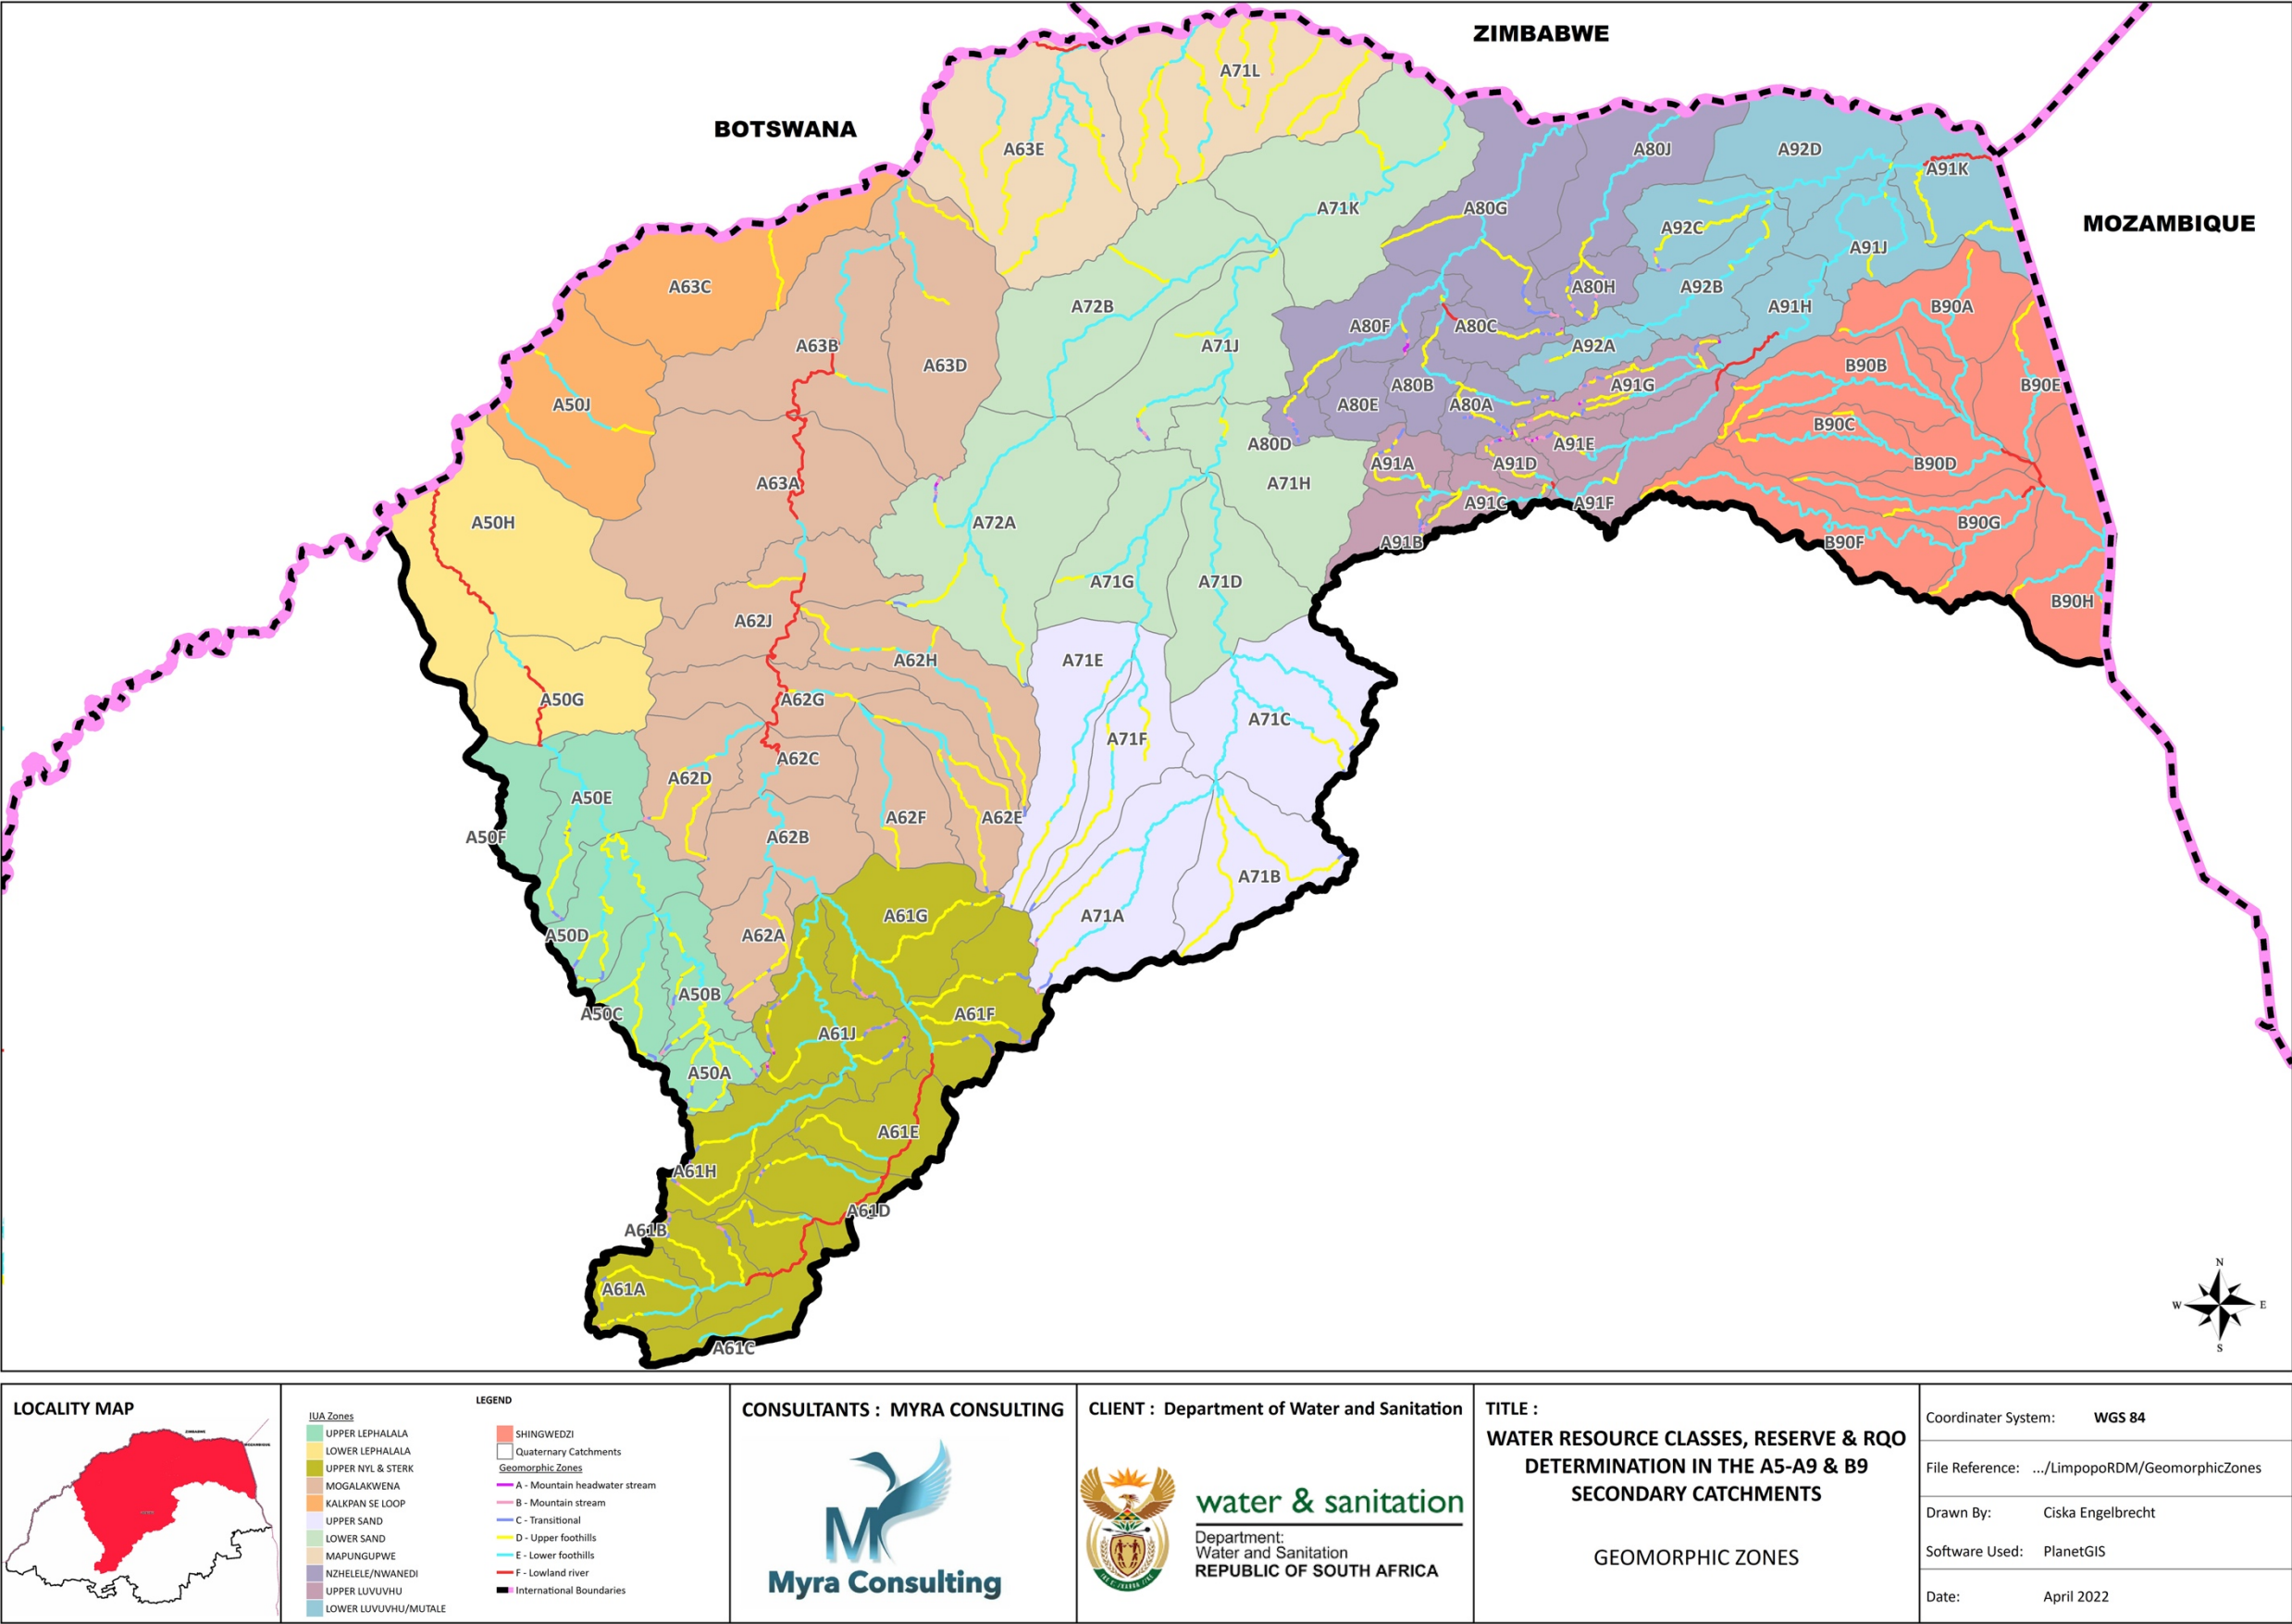 ZIMBABWE
BOTSWANA
MOZAMBIQUE
A71L
A63E
A80J
A92D
A91K
A71K
A80G
A92C
A91J
A63C
A72B
A80H
A92B
A91H
B90A
A63B
A71J
A80F
A80C
A92A
A63D
B90B
A50J
A80E
A80B
A80A
A91G
B90E
A80D
B90C
A63A
A71H
A91A
A91D
A91E
B90D
A50H
A72A
A91C
A91F
B90G
A91B
B90F
A71G
A71D
B90H
A62J
A62H
A71E
A50G
A62G
A71C
A71F
A62C
A62D
A50E
A50F
A62B
A62F
A62E
A71B
A61G
A71A
A50D
A62A
A50B
A50C
A61F
A61J
A50A
A61E
A61H
A61D
A61B
A61A
A61C
N
W
E
S
LOCALITY MAP
ZIMBABWE
LEGEND
IUA Zones
UPPER LEPHALALA
LOWER LEPHALALA
UPPER NYL & STERK
MOGALAKWENA
KALKPAN SE LOOP
UPPER SAND
LOWER SAND
MAPUNGUPWE
NZHELELE/NWANEDI
UPPER LUVUVHU
LOWER LUVUVHU/MUTALE
SHINGWEDZI
Quaternary Catchments
Geomorphic Zones
A - Mountain headwater stream
B - Mountain stream
C - Transitional
D - Upper foothills
E - Lower foothills
F - Lowland river
International Boundaries
CONSULTANTS : MYRA CONSULTING
M
Myra Consulting
CLIENT : Department of Water and Sanitation
water & sanitation
Department:
Water and Sanitation
REPUBLIC OF SOUTH AFRICA
TITLE :
WATER RESOURCE CLASSES, RESERVE & RQO
DETERMINATION IN THE A5-A9 & B9
SECONDARY CATCHMENTS
GEOMORPHIC ZONES
Coordinater System: WGS 84
File Reference: .../LimpopoRDM/GeomorphicZones
Drawn By: Ciska Engelbrecht
Software Used: PlanetGIS
Date: April 2022